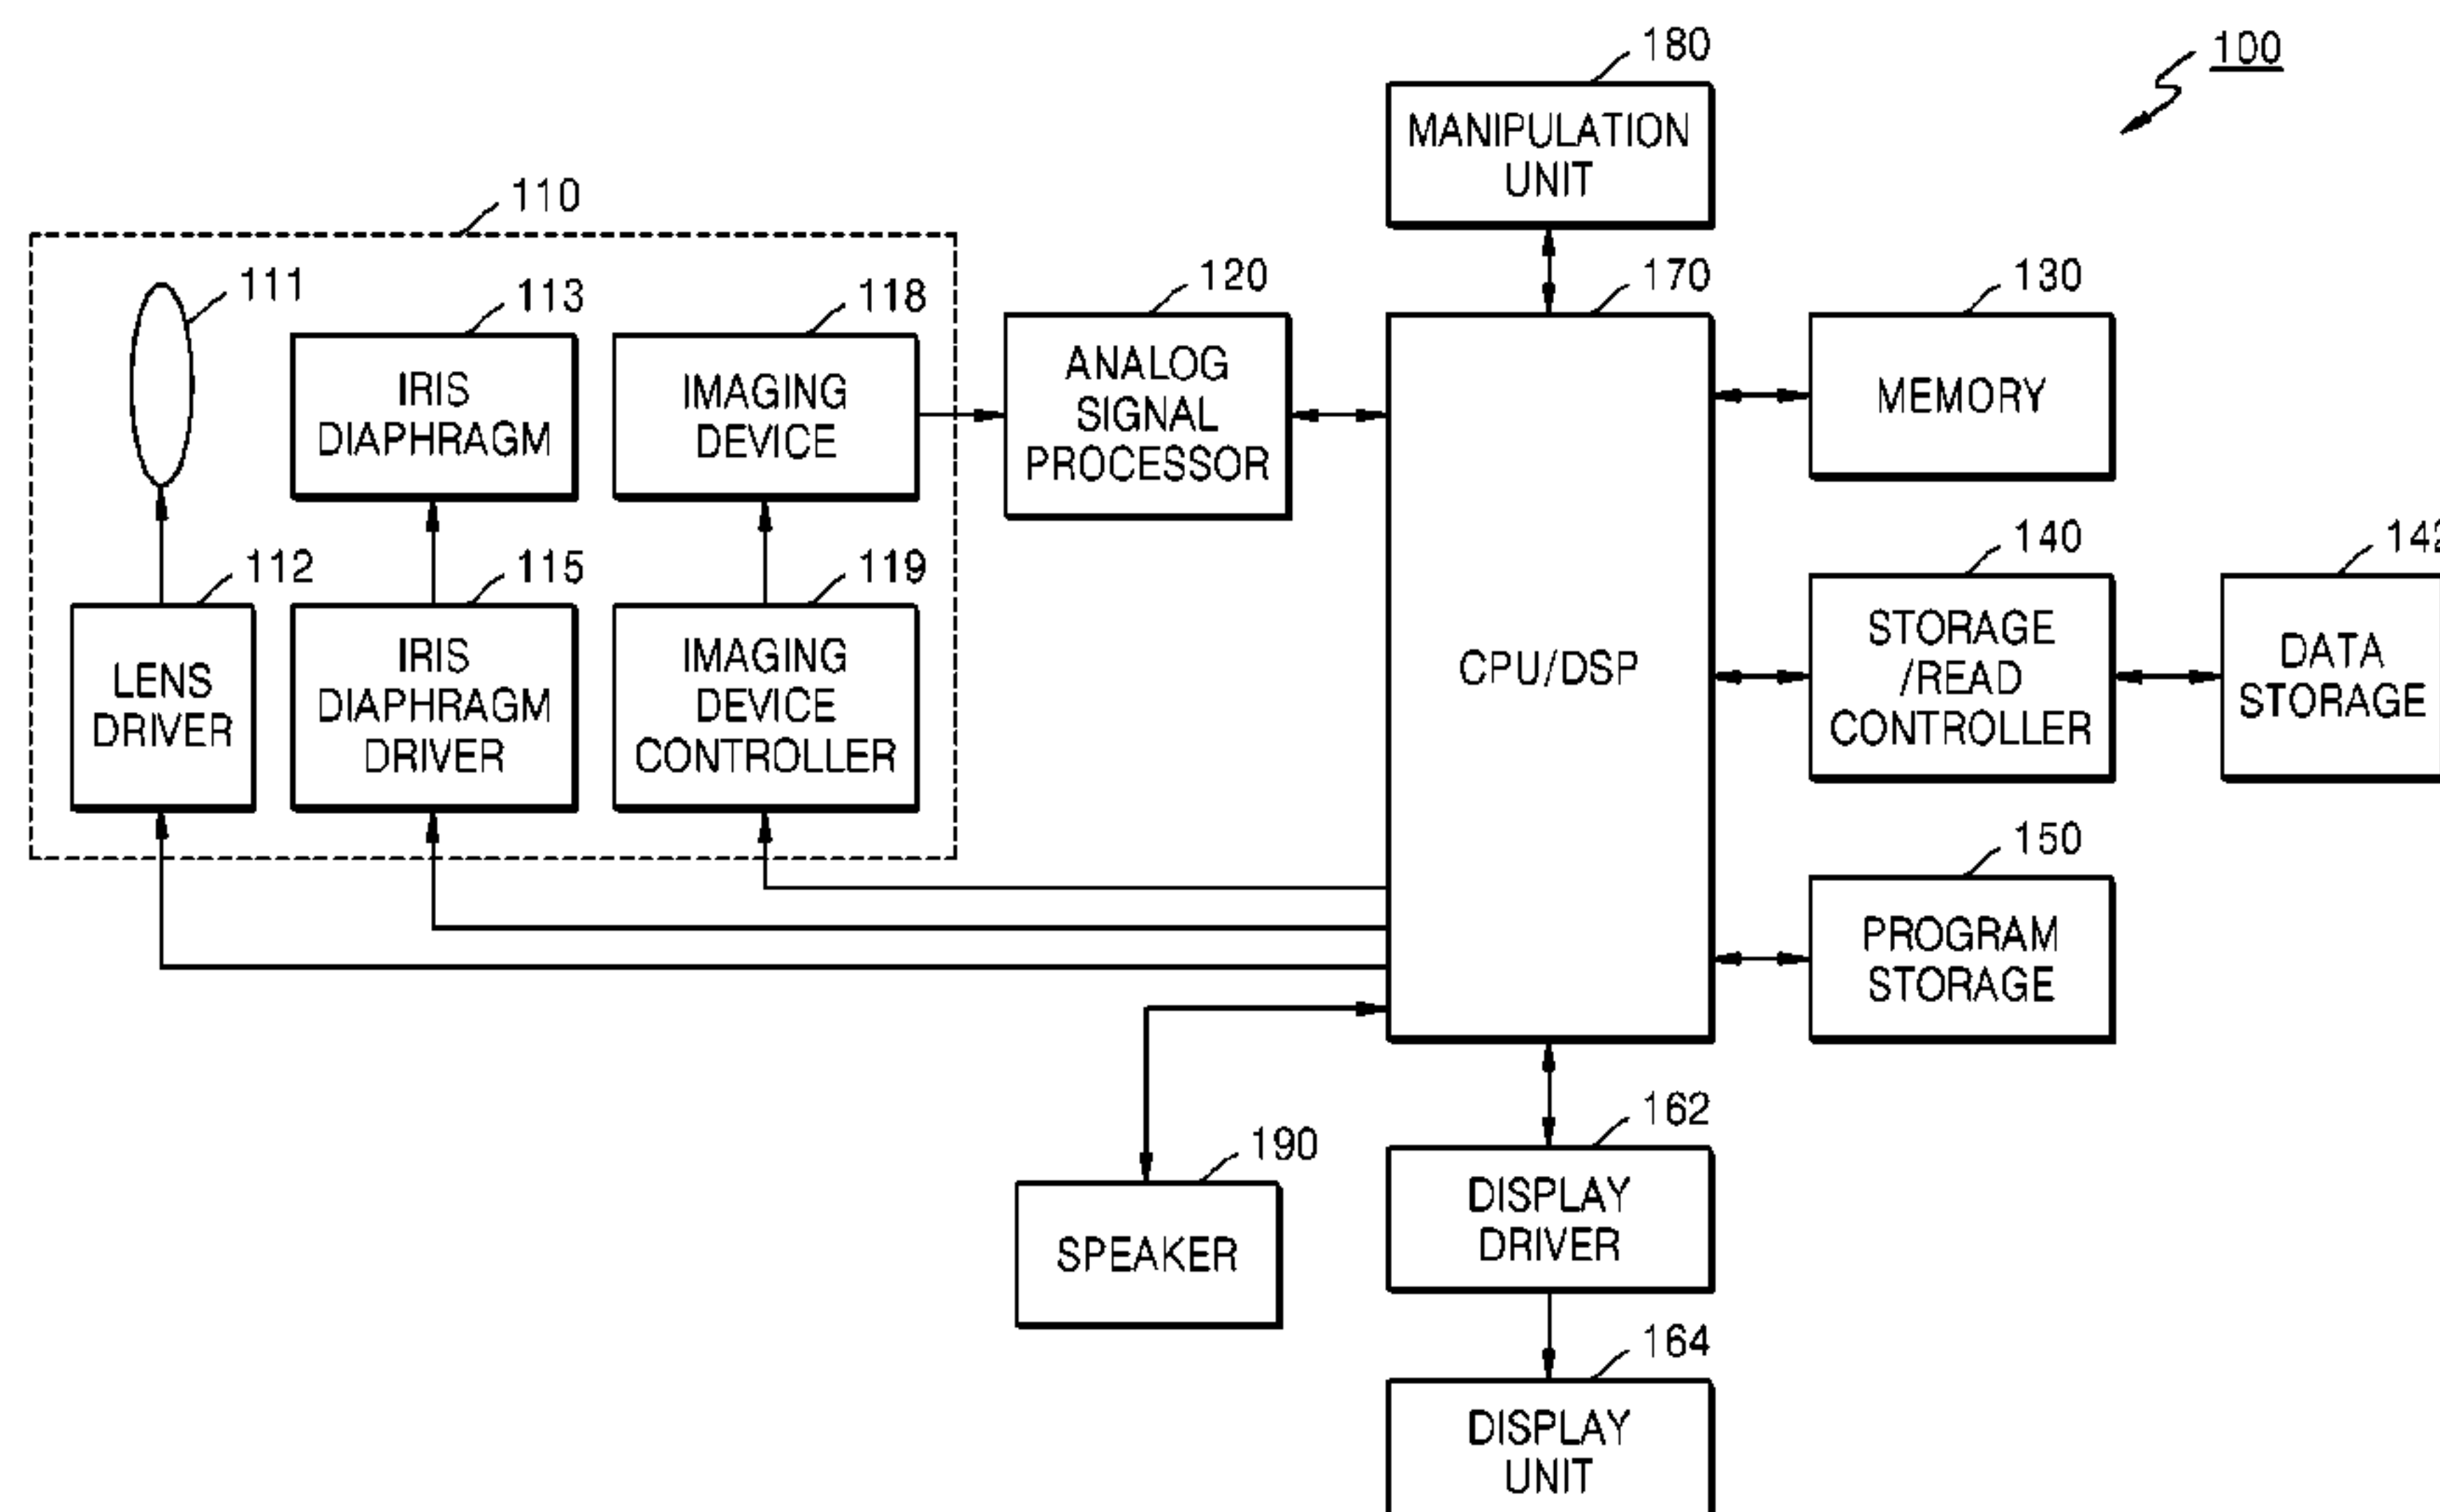 100
180
MANIPULATION
UNIT
110
111
113
118
120
170
130
IRIS
DIAPHRAGM
IMAGING
DEVICE
ANALOG
SIGNAL
PROCESSOR
MEMORY
112
115
119
140
142
LENS
DRIVER
IRIS
DIAPHRAGM
DRIVER
IMAGING
DEVICE
CONTROLLER
CPU/DSP
STORAGE
/READ
CONTROLLER
DATA
STORAGE
150
PROGRAM
STORAGE
162
190
DISPLAY
DRIVER
SPEAKER
164
DISPLAY
UNIT